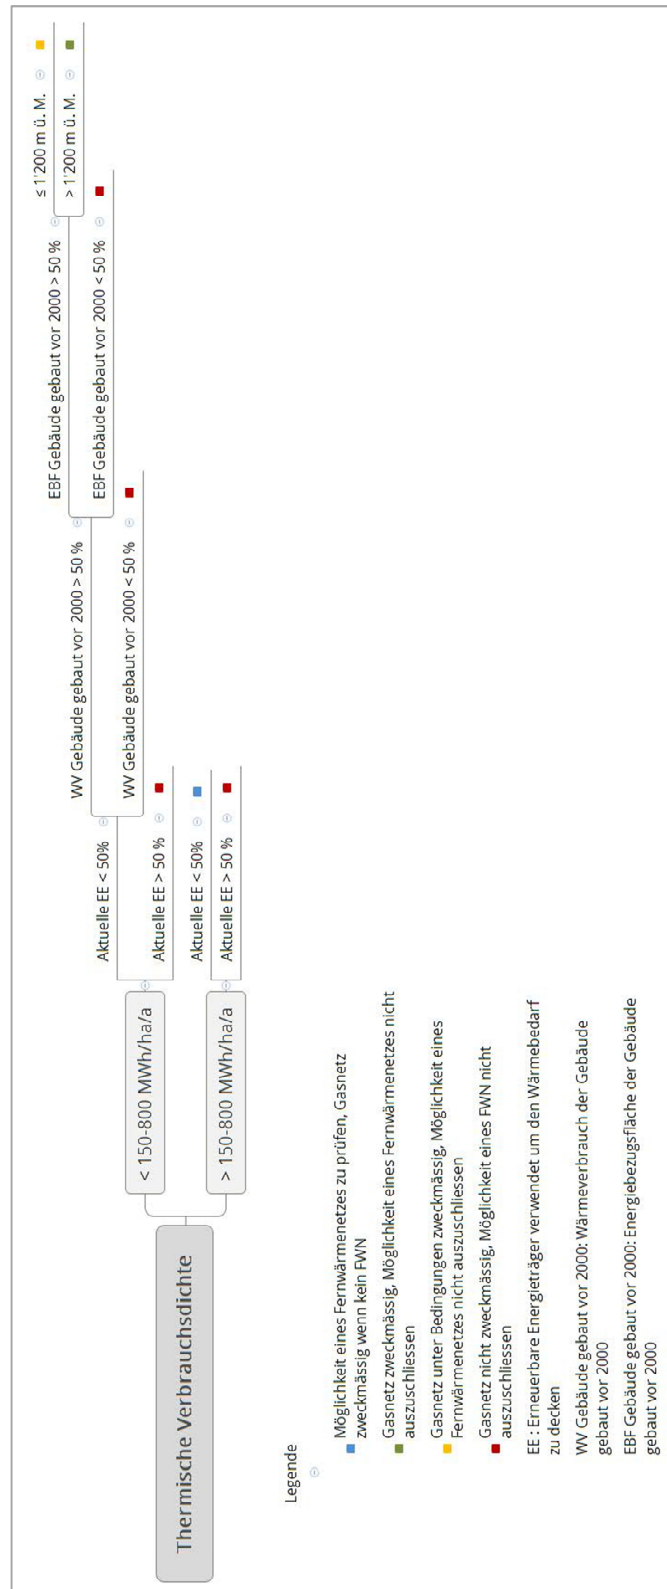 Thermische Verbrauchsdichte
< 150-800 MWh/ha/a
Aktuelle EE < 50%
WV Gebäude gebaut vor 2000 > 50 %
EBF Gebäude gebaut vor 2000 > 50 %
≤ 1'200 m ü. M.
> 1'200 m ü. M.
EBF Gebäude gebaut vor 2000 < 50 %
WV Gebäude gebaut vor 2000 < 50 %
Aktuelle EE > 50 %
> 150-800 MWh/ha/a
Aktuelle EE < 50%
Aktuelle EE > 50 %
Legende
Möglichkeit eines Fernwärmenetzes zu prüfen, Gasnetz
zweckmässig wenn kein FWN
Gasnetz zweckmässig, Möglichkeit eines Fernwärmenetzes nicht
auszuschliessen
Gasnetz unter Bedingungen zweckmässig, Möglichkeit eines
Fernwärmenetzes nicht auszuschliessen
Gasnetz nicht zweckmässig, Möglichkeit eines FWN nicht
auszuschliessen
EE : Erneuerbare Energieträger verwendet um den Wärmebedarf
zu decken
WV Gebäude gebaut vor 2000: Wärmeverbrauch der Gebäude
gebaut vor 2000
EBF Gebäude gebaut vor 2000: Energiebezugsfläche der Gebäude
gebaut vor 2000